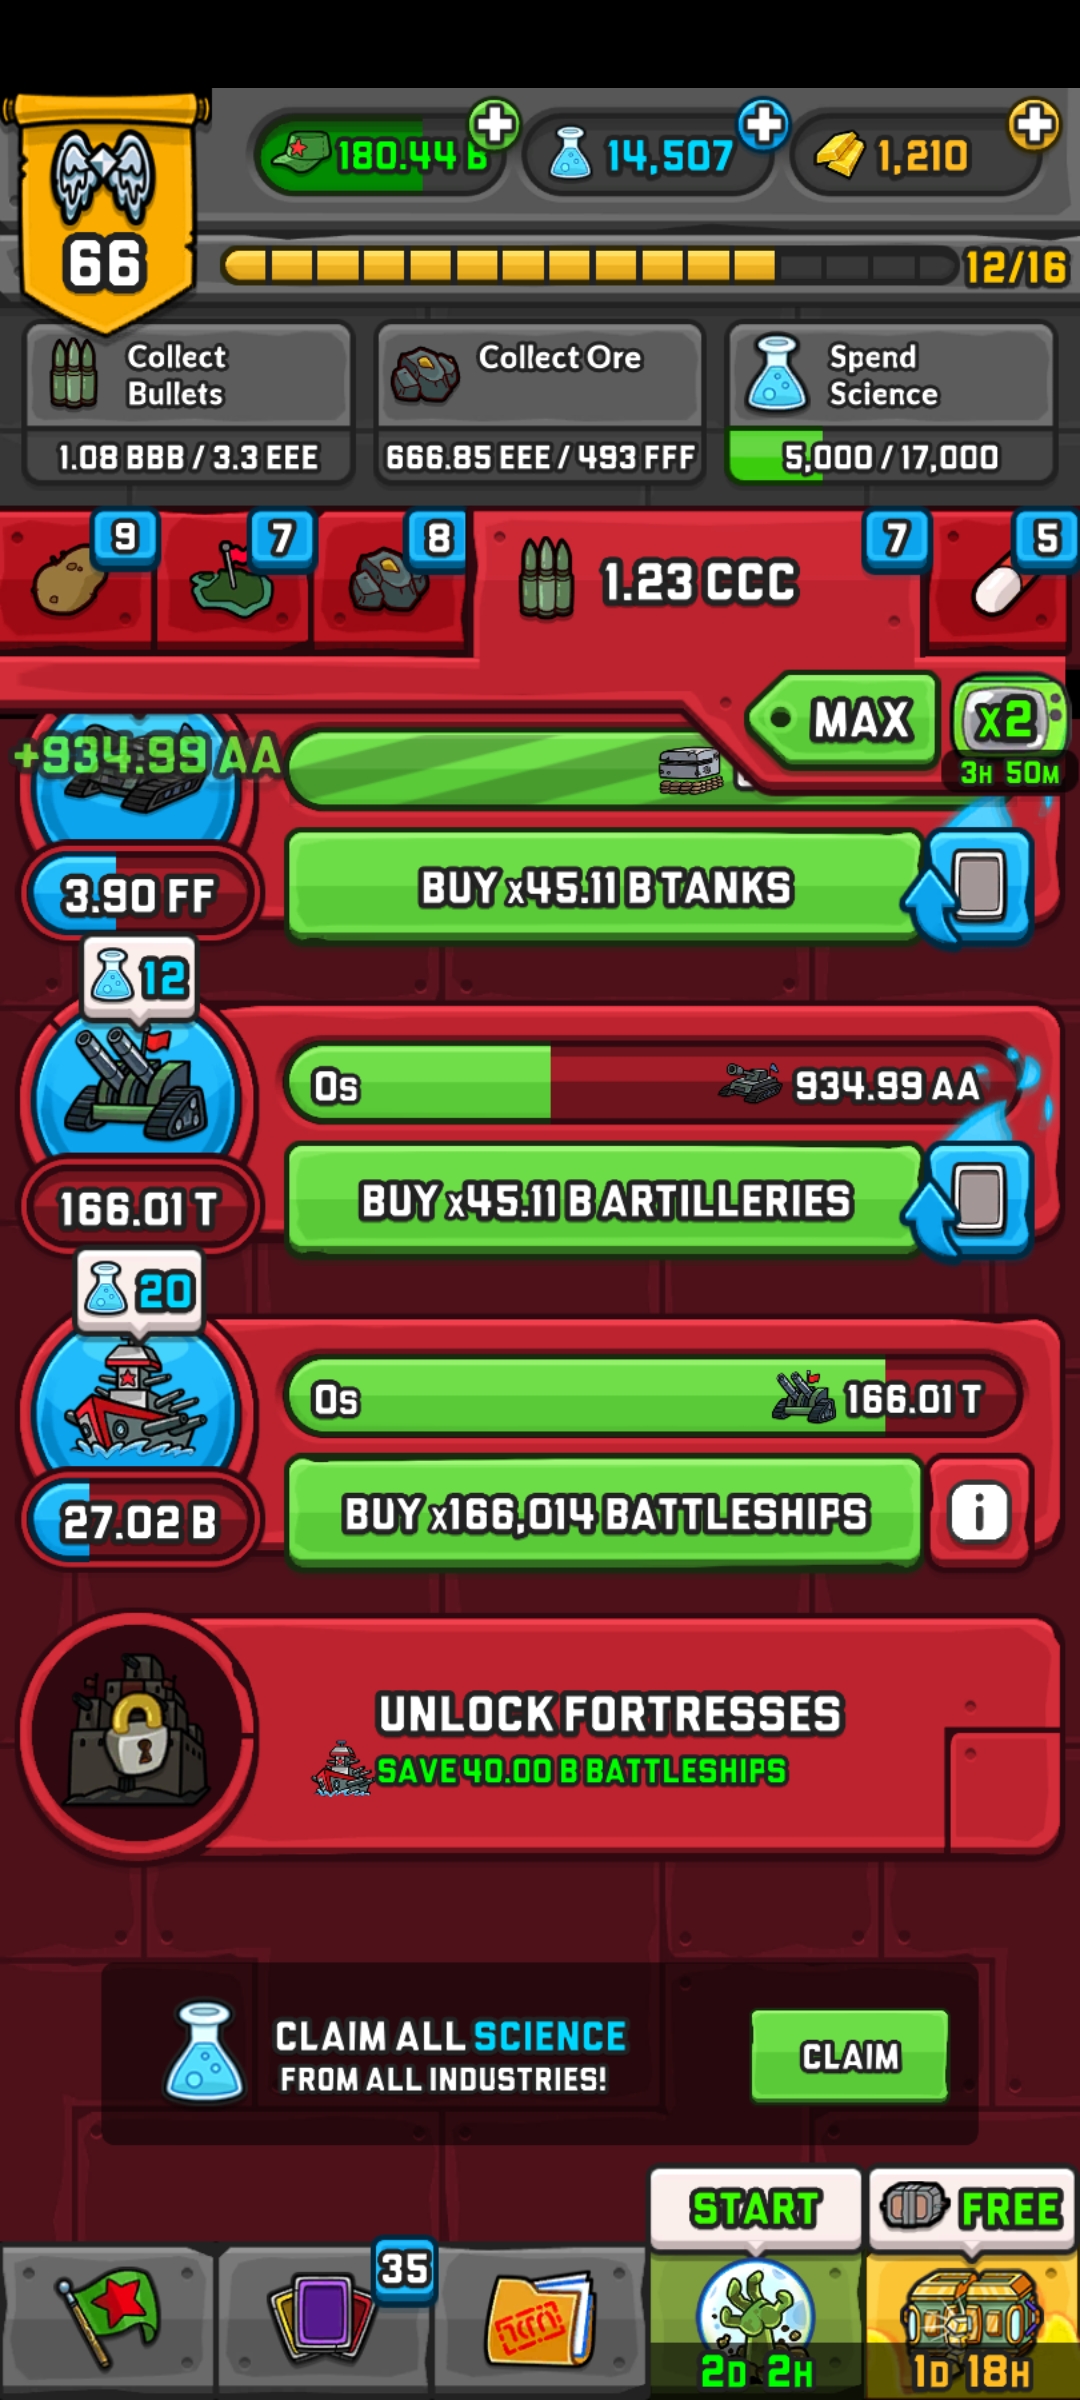 180.44 B
14,507
1,210
66
12/16
Collect
Bullets
Collect Ore
Spend
Science
1.08 BBB / 3.3 EEE
666.85 EEE / 493 FFF
5,000 / 17,000
9
7
8
1.23 CCC
7
5
MAX
x2
3H 50M
+934.99 AA
3.90 FF
BUY x45.11 B TANKS
12
0s
934.99 AA
166.01 T
BUY x45.11 B ARTILLERIES
20
0s
166.01 T
27.02 B
BUY x166,014 BATTLESHIPS
i
UNLOCK FORTRESSES
SAVE 40.00 B BATTLESHIPS
CLAIM ALL SCIENCE
FROM ALL INDUSTRIES!
CLAIM
START
FREE
35
2D 2H
1D 18H